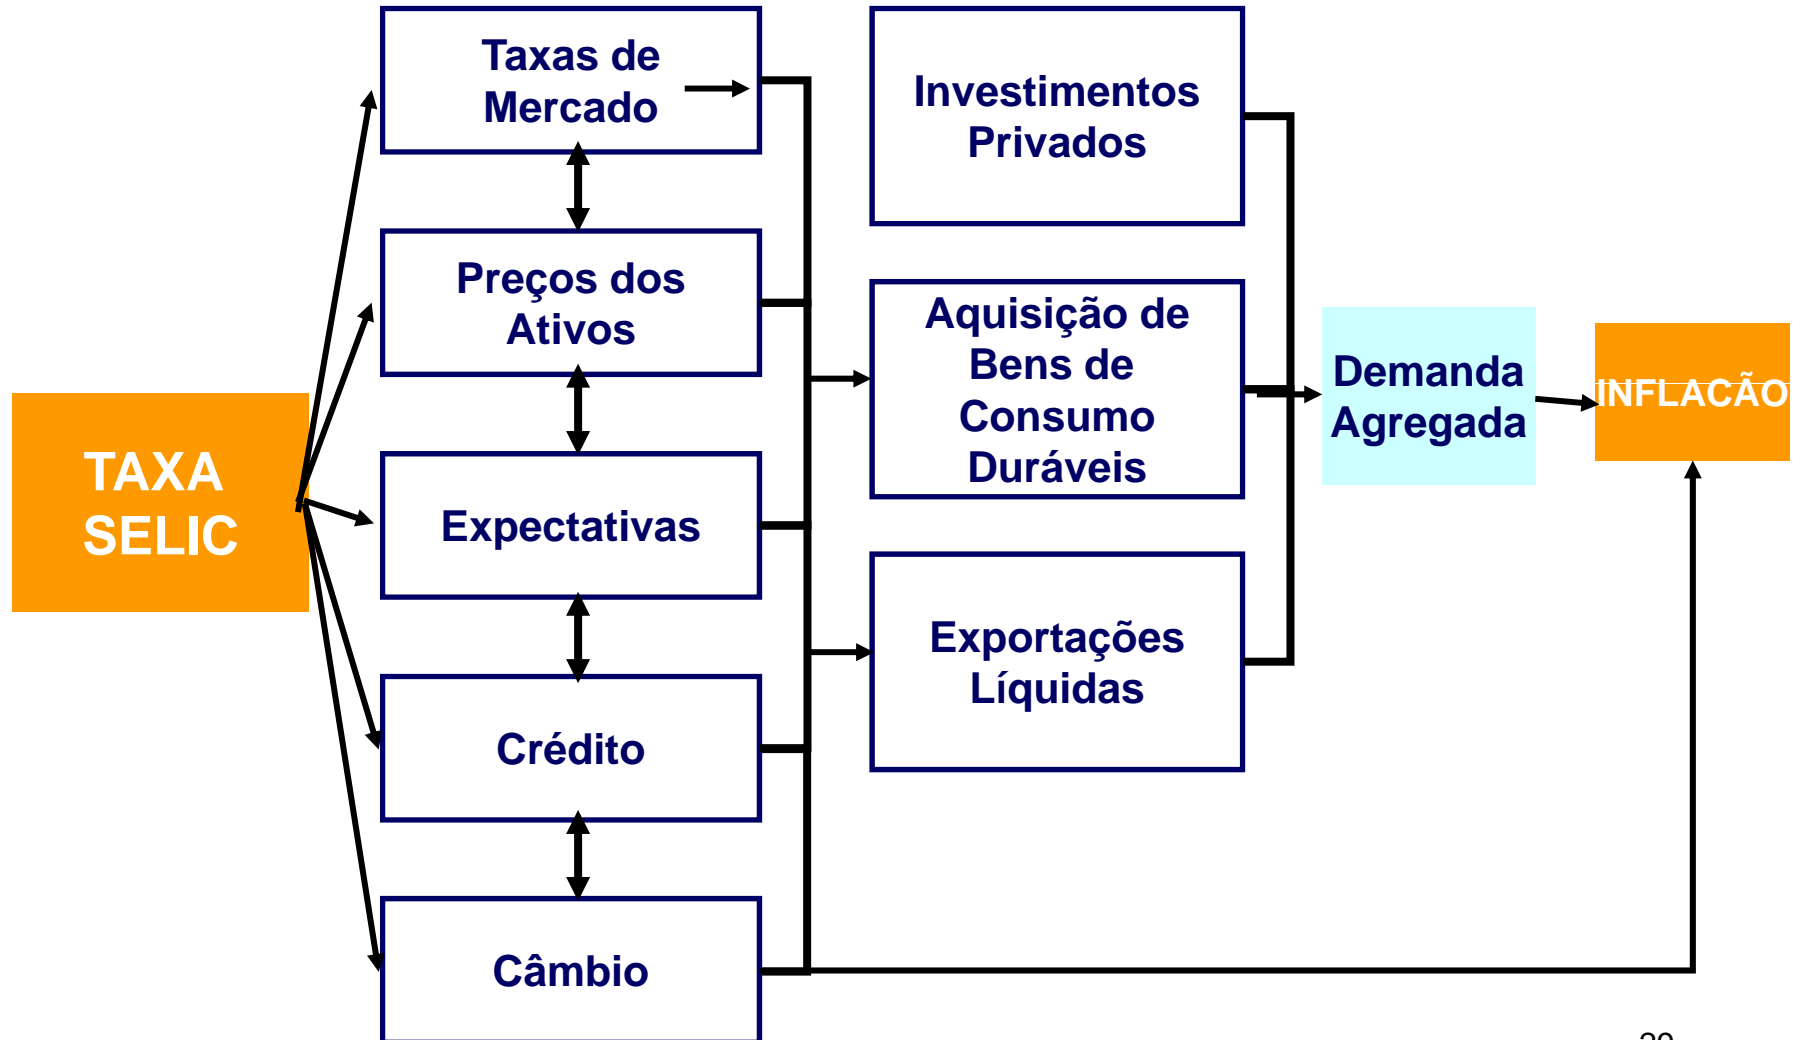 Taxas de
Mercado
Investimentos
Privados
Preços dos
Ativos
Aquisição de
Bens de
Consumo
Duráveis
Demanda
Agregada
INFLACÃO
TAXA
SELIC
Expectativas
Exportações
Líquidas
Crédito
Câmbio